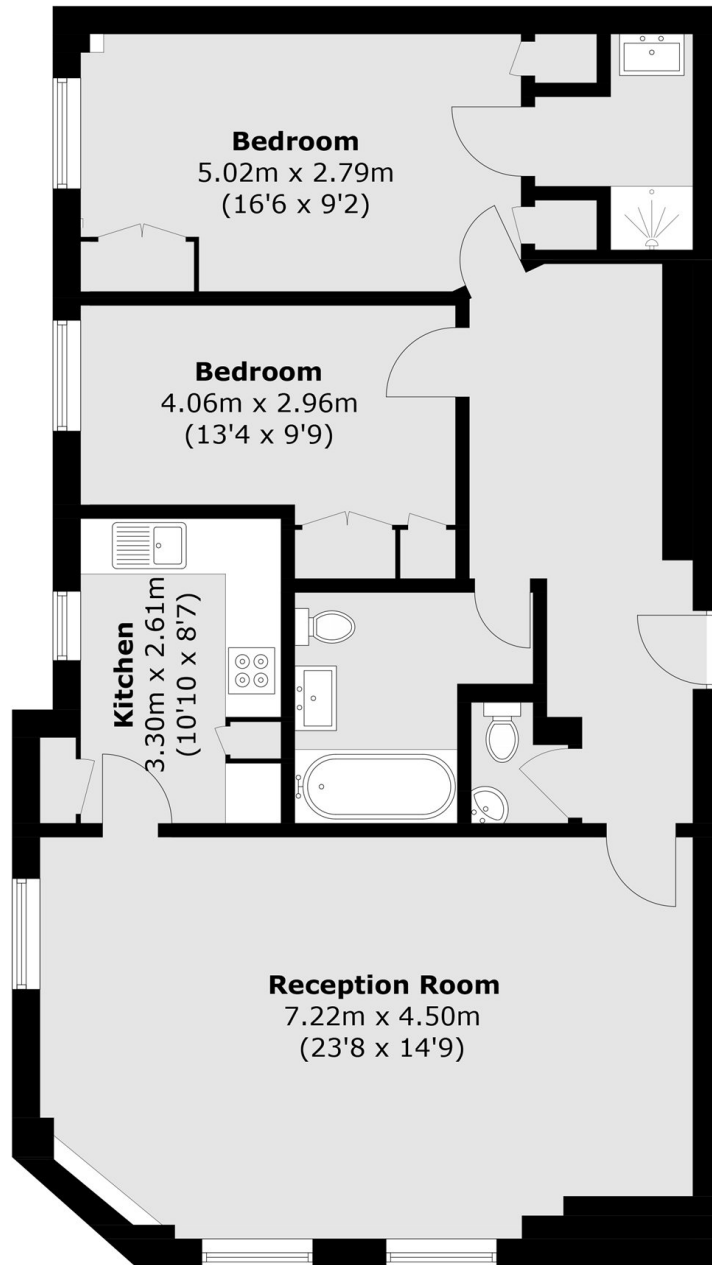 Bedroom
5.02m x 2.79m
(16'6 x 9'2)
Bedroom
4.06m x 2.96m
(13'4 x 9'9)
Kitchen
3.30m x 2.61m
(10'10 x 8'7)
Reception Room
7.22m x 4.50m
(23'8 x 14'9)